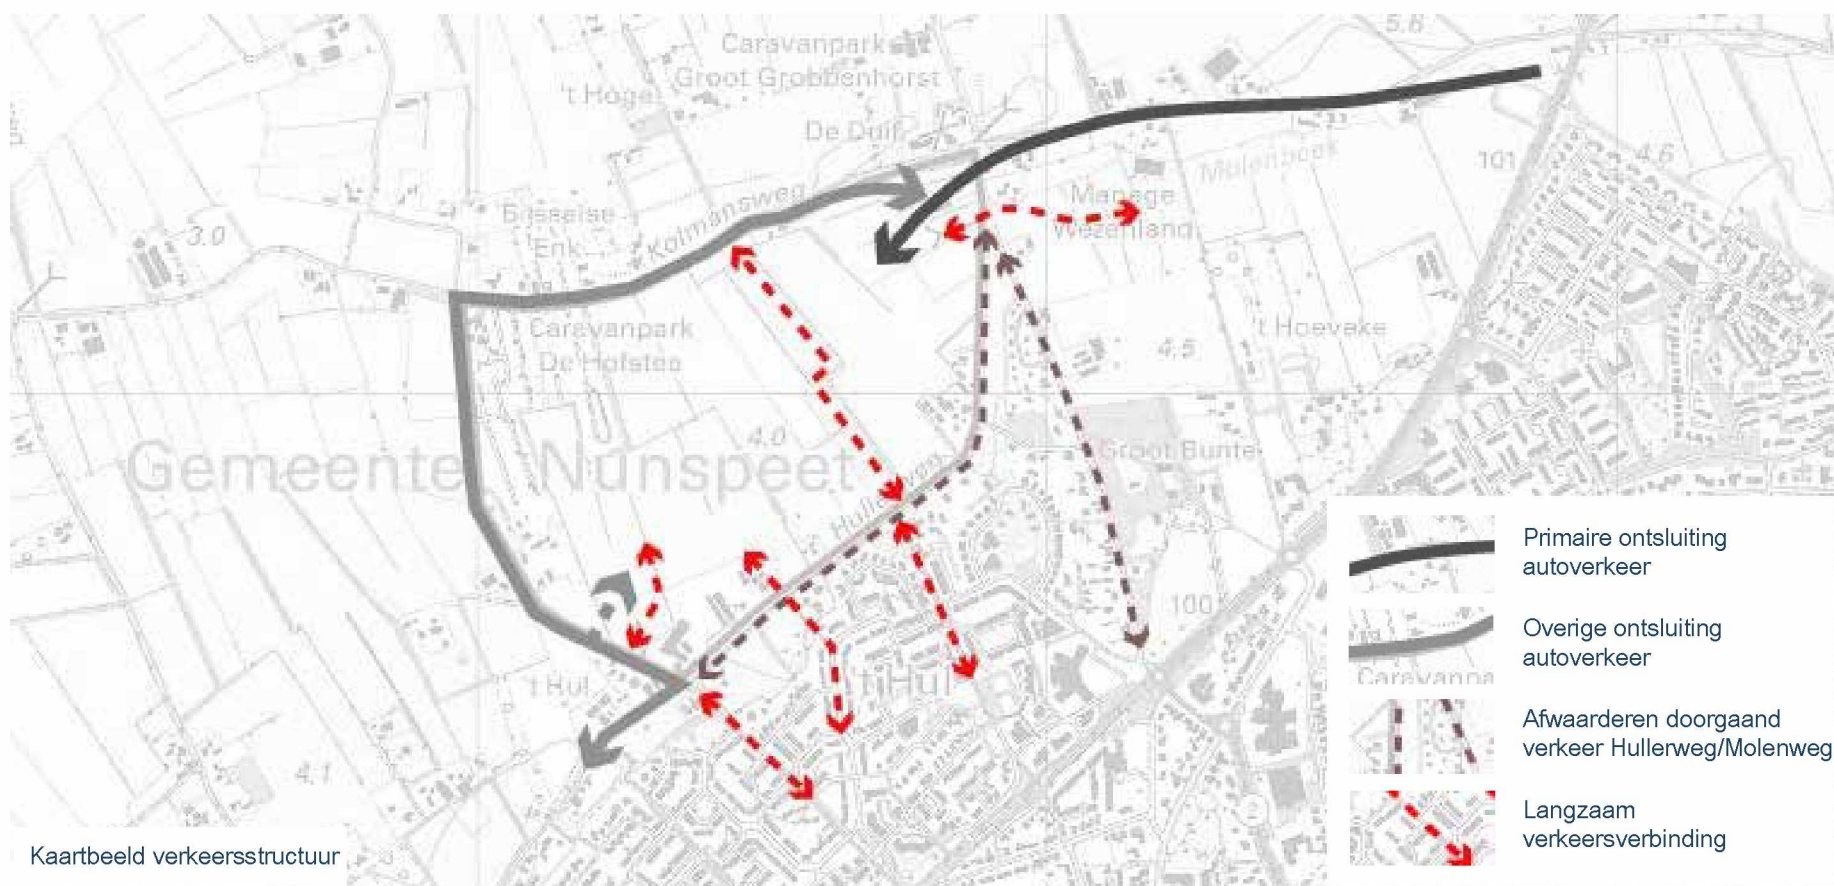 Caravanpark
Groot Grobbenhorst
't Hoge
De Duif
5.6
101
4.6
Molenbeek
Manege
Wezenland
Kolmansweg
Enk
3.0
Caravanpark
De Hofstee
't Hoeveke
4.5
4.0
Gemeente Nunspeet
Groot Bunte
100
't Hul
't Hul
4.1
Primaire ontsluiting
autoverkeer
Overige ontsluiting
autoverkeer
Caravanpa
Afwaarderen doorgaand
verkeer Hullerweg/Molenweg
Langzaam
verkeersverbinding
Kaartbeeld verkeersstructuur